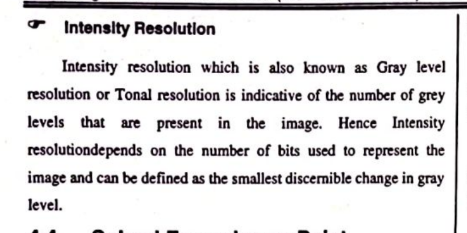 Intensity Resolution
Intensity resolution which is also known as Gray level
resolution or Tonal resolution is indicative of the number of grey
levels that are present in the image. Hence Intensity
resolutiondepends on the number of bits used to represent the
image and can be defined as the smallest discernible change in gray
level.